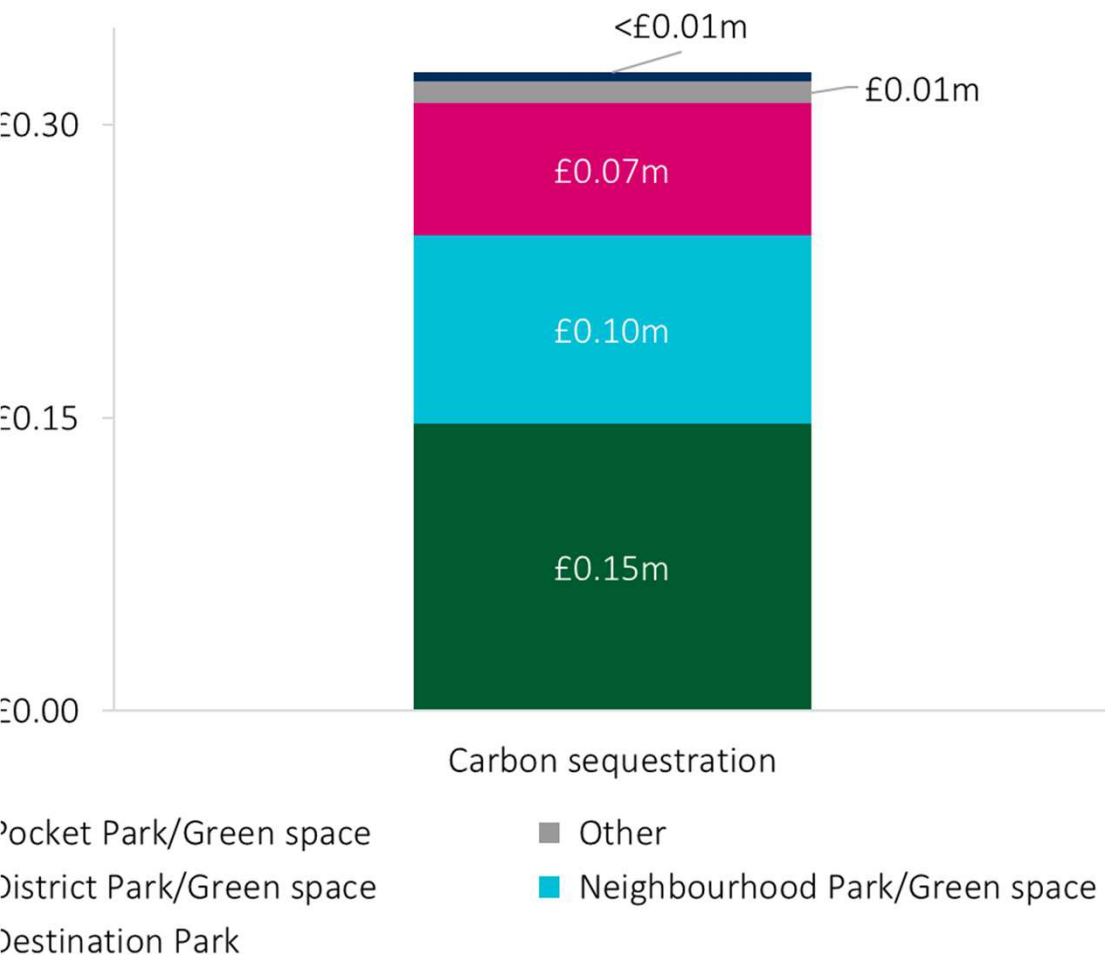 <£0.01m
£0.01m
£0.30
£0.07m
£0.10m
£0.15
£0.15m
£0.00
Carbon sequestration
Pocket Park/Green space
Other
District Park/Green space
Neighbourhood Park/Green space
Destination Park